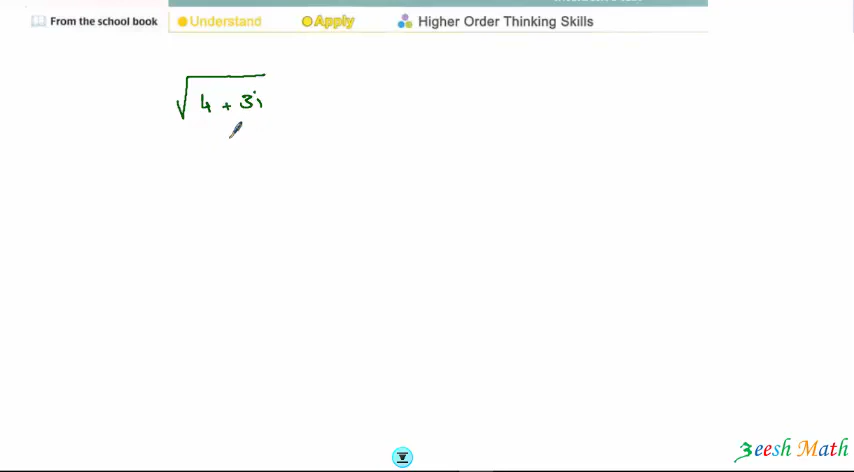 From the school book Understand Apply Higher Order Thinking Skills
√4 + 3i
Zeesh Math